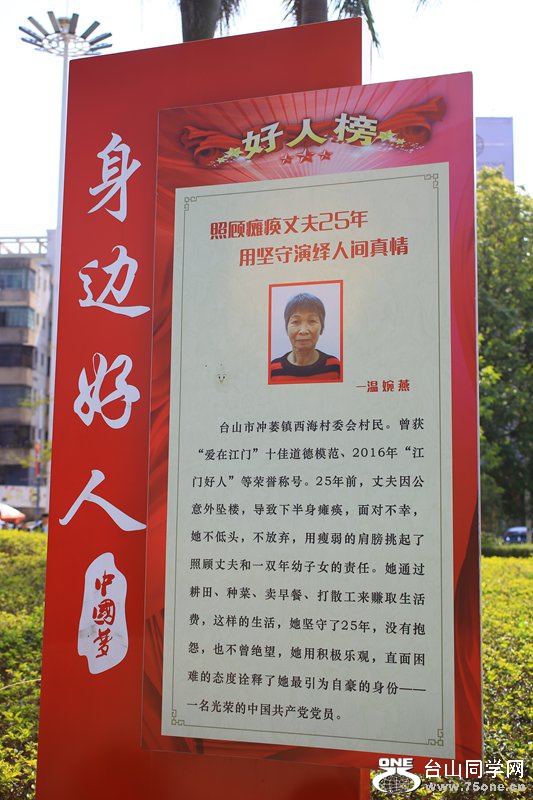 身边好人
中國夢
好人榜
照顾瘫痪丈夫25年
用坚守演绎人间真情
—温婉燕
台山市冲蒌镇西海村委会村民。曾获
“爱在江门”十佳道德模范、2016年“江
门好人”等荣誉称号。25年前，丈夫因公
意外坠楼，导致下半身瘫痪，面对不幸，
她不低头，不放弃，用瘦弱的肩膀挑起了
照顾丈夫和一双年幼子女的责任。她通过
耕田、种菜、卖早餐、打散工来赚取生活
费，这样的生活，她坚守了25年，没有抱
怨，也不曾绝望，她用积极乐观，直面困
难的态度诠释了她最引为自豪的身份——
一名光荣的中国共产党党员。
ONE 台山同学网
www.75one.cn